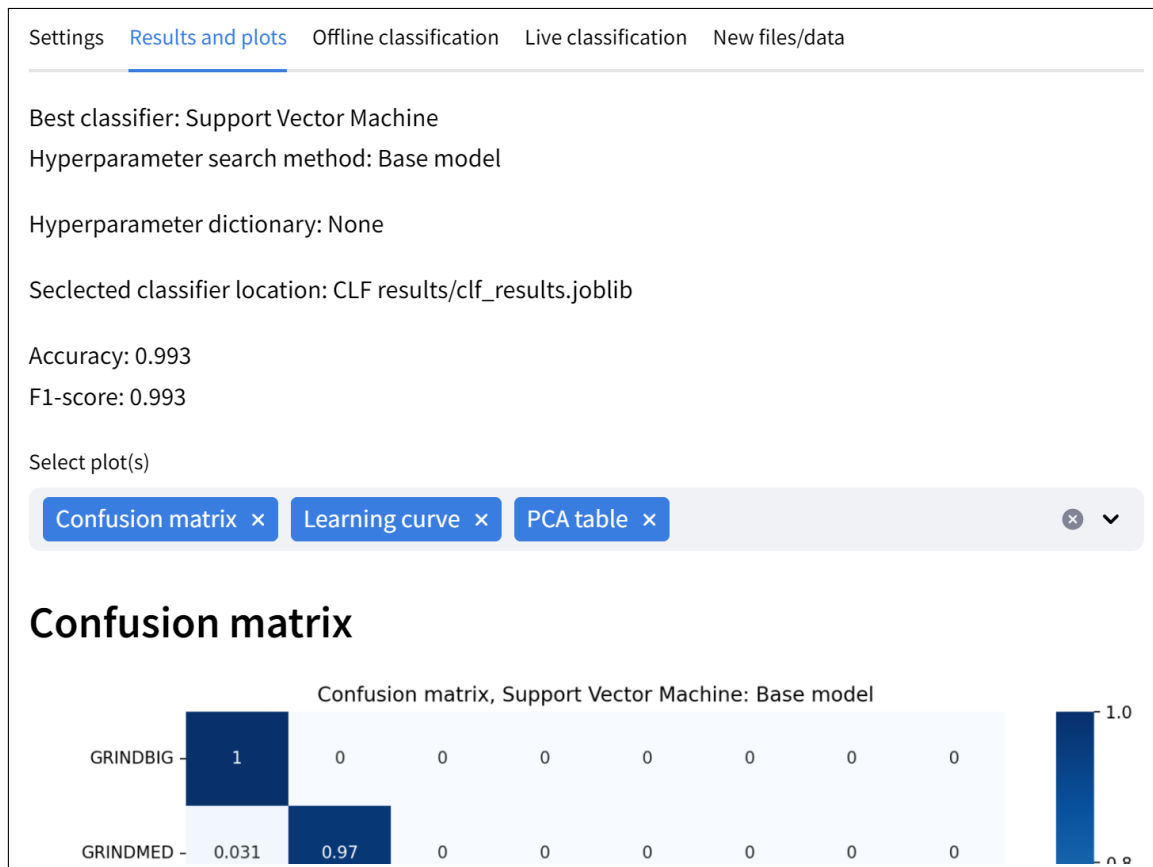 Settings Results and plots Offline classification Live classification New files/data
Best classifier: Support Vector Machine
Hyperparameter search method: Base model
Hyperparameter dictionary: None
Seclected classifier location: CLF results/clf_results.joblib
Accuracy: 0.993
F1-score: 0.993
Select plot(s)
Confusion matrix × Learning curve × PCA table ×
Confusion matrix
Confusion matrix, Support Vector Machine: Base model
1.0
GRINDBIG 1 0 0 0 0 0 0 0
GRINDMED 0.031 0.97 0 0 0 0 0 0
0.8